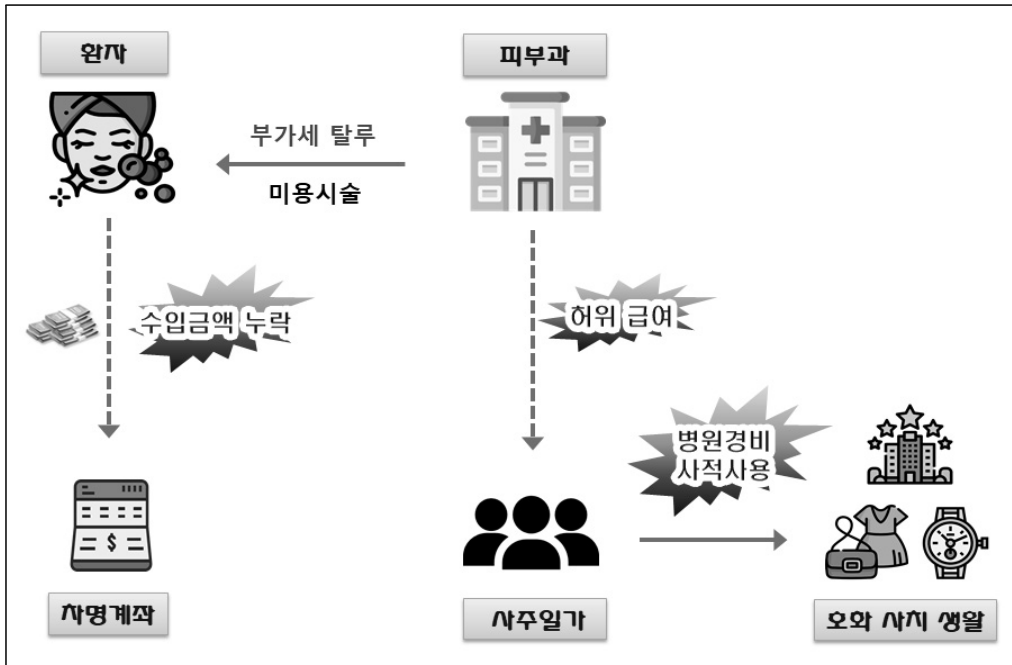 환자
피부과
부가세 탈루
미용시술
수입금액 누락
허위 급여
병원경비
사적사용
$
차명계좌
사주일가
호화 사치 생활